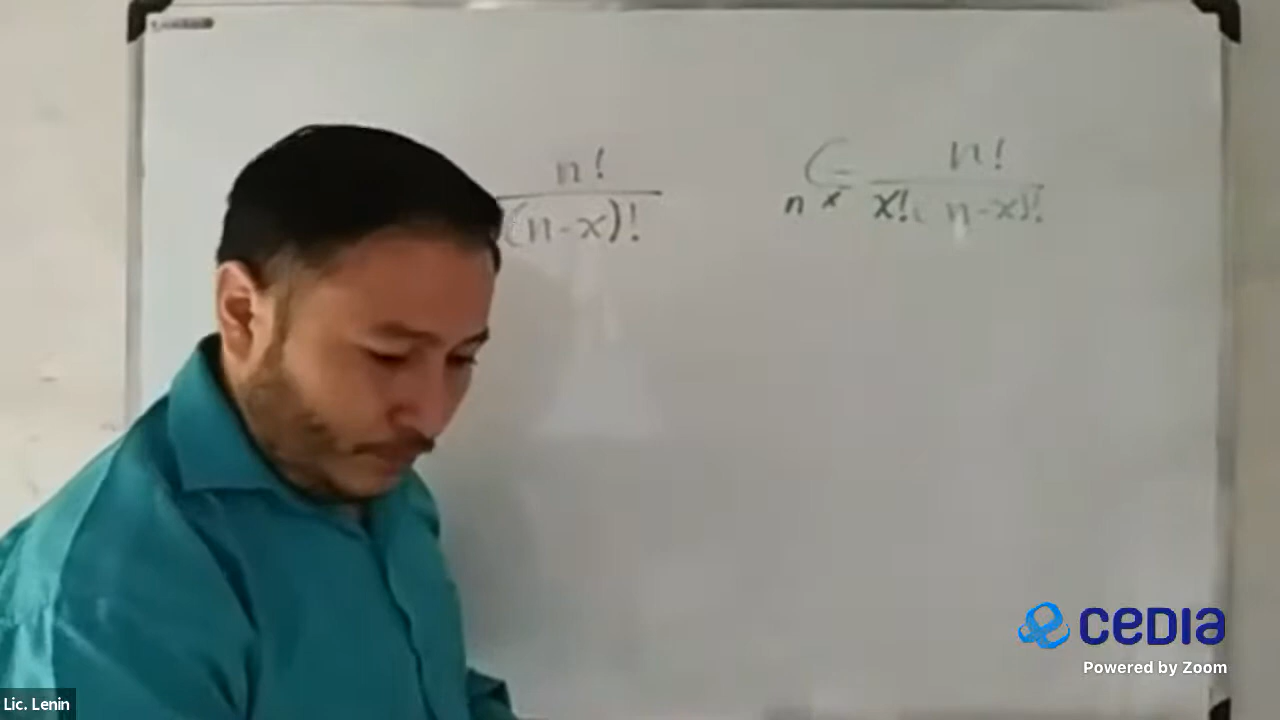 n!
(n-x)!
nCx = n!
x!(n-x)!
cedia
Powered by Zoom
Lic. Lenin